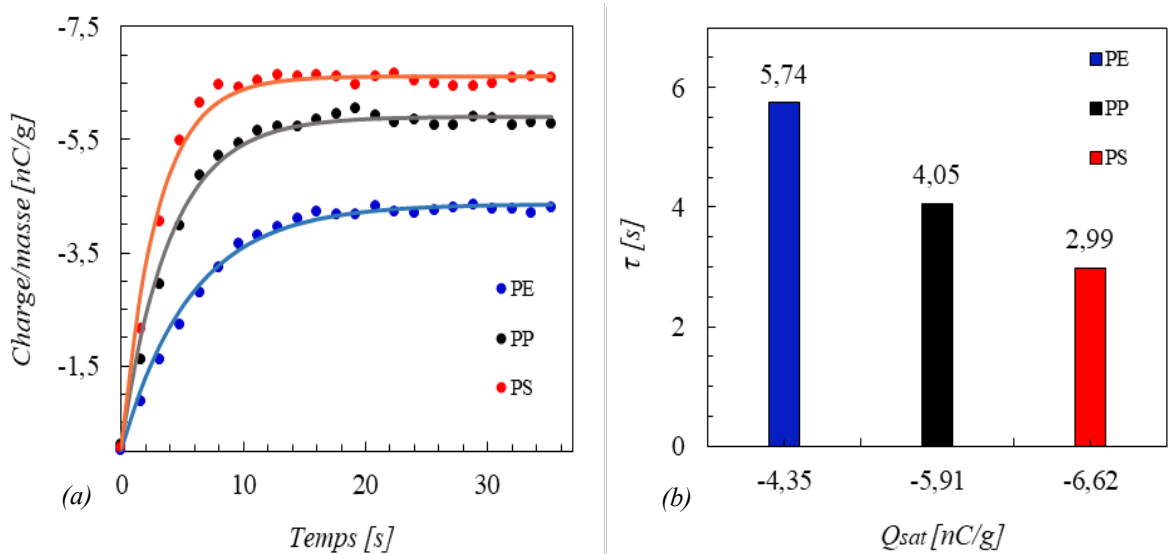 -7,5
-5,5
-3,5
-1,5
Charge/masse [nC/g]
PE
PP
PS
0
10
20
30
(a)
Temps [s]
6
4
2
0
τ [s]
5,74
4,05
2,99
PE
PP
PS
-4,35
-5,91
-6,62
(b)
Qsat [nC/g]